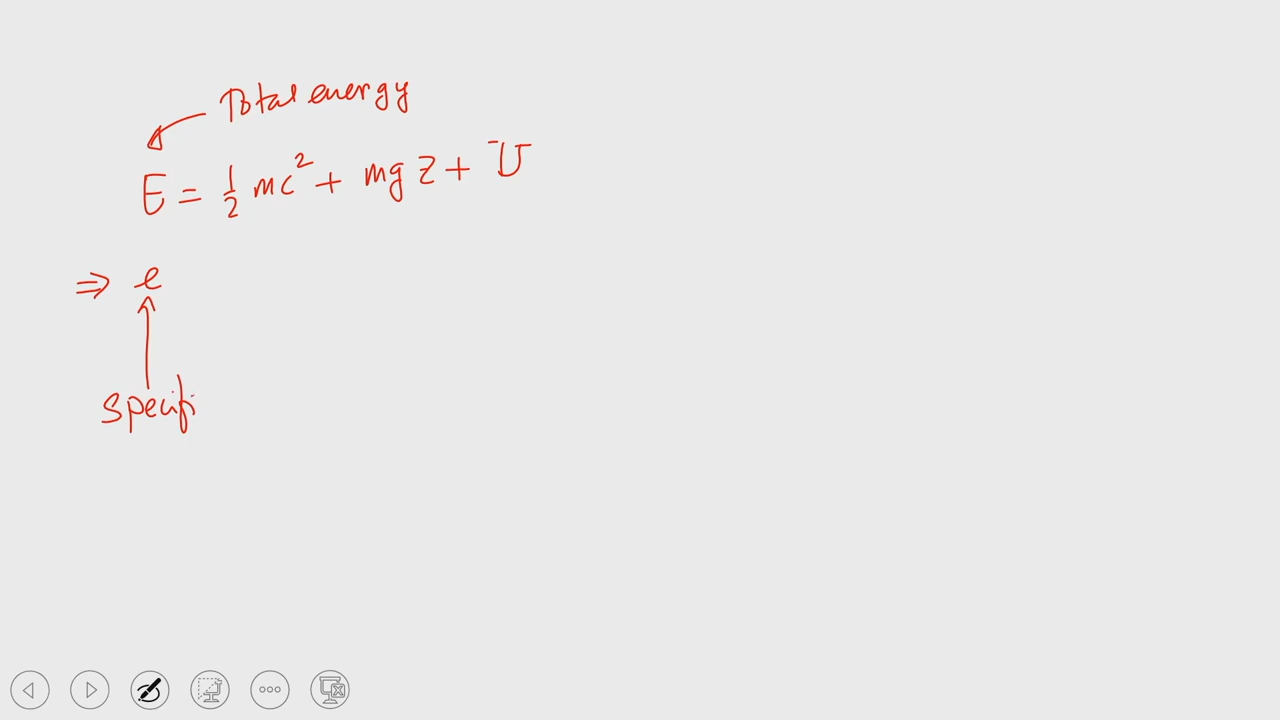 Total energy
E = 1/2 mc² + mgz + U
⇒ e
specifi